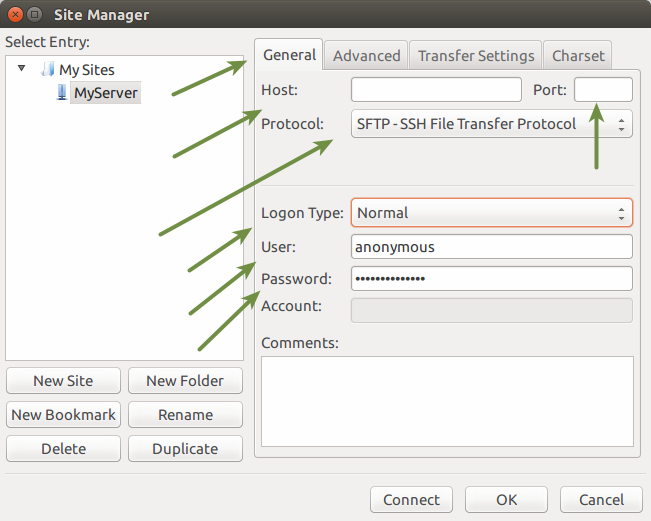 Site Manager
Select Entry:
My Sites
MyServer
New Site
New Folder
New Bookmark
Rename
Delete
Duplicate
General
Advanced
Transfer Settings
Charset
Host:
Port:
Protocol:
SFTP - SSH File Transfer Protocol
Logon Type:
Normal
User:
anonymous
Password:
••••••••••••••
Account:
Comments:
Connect
OK
Cancel